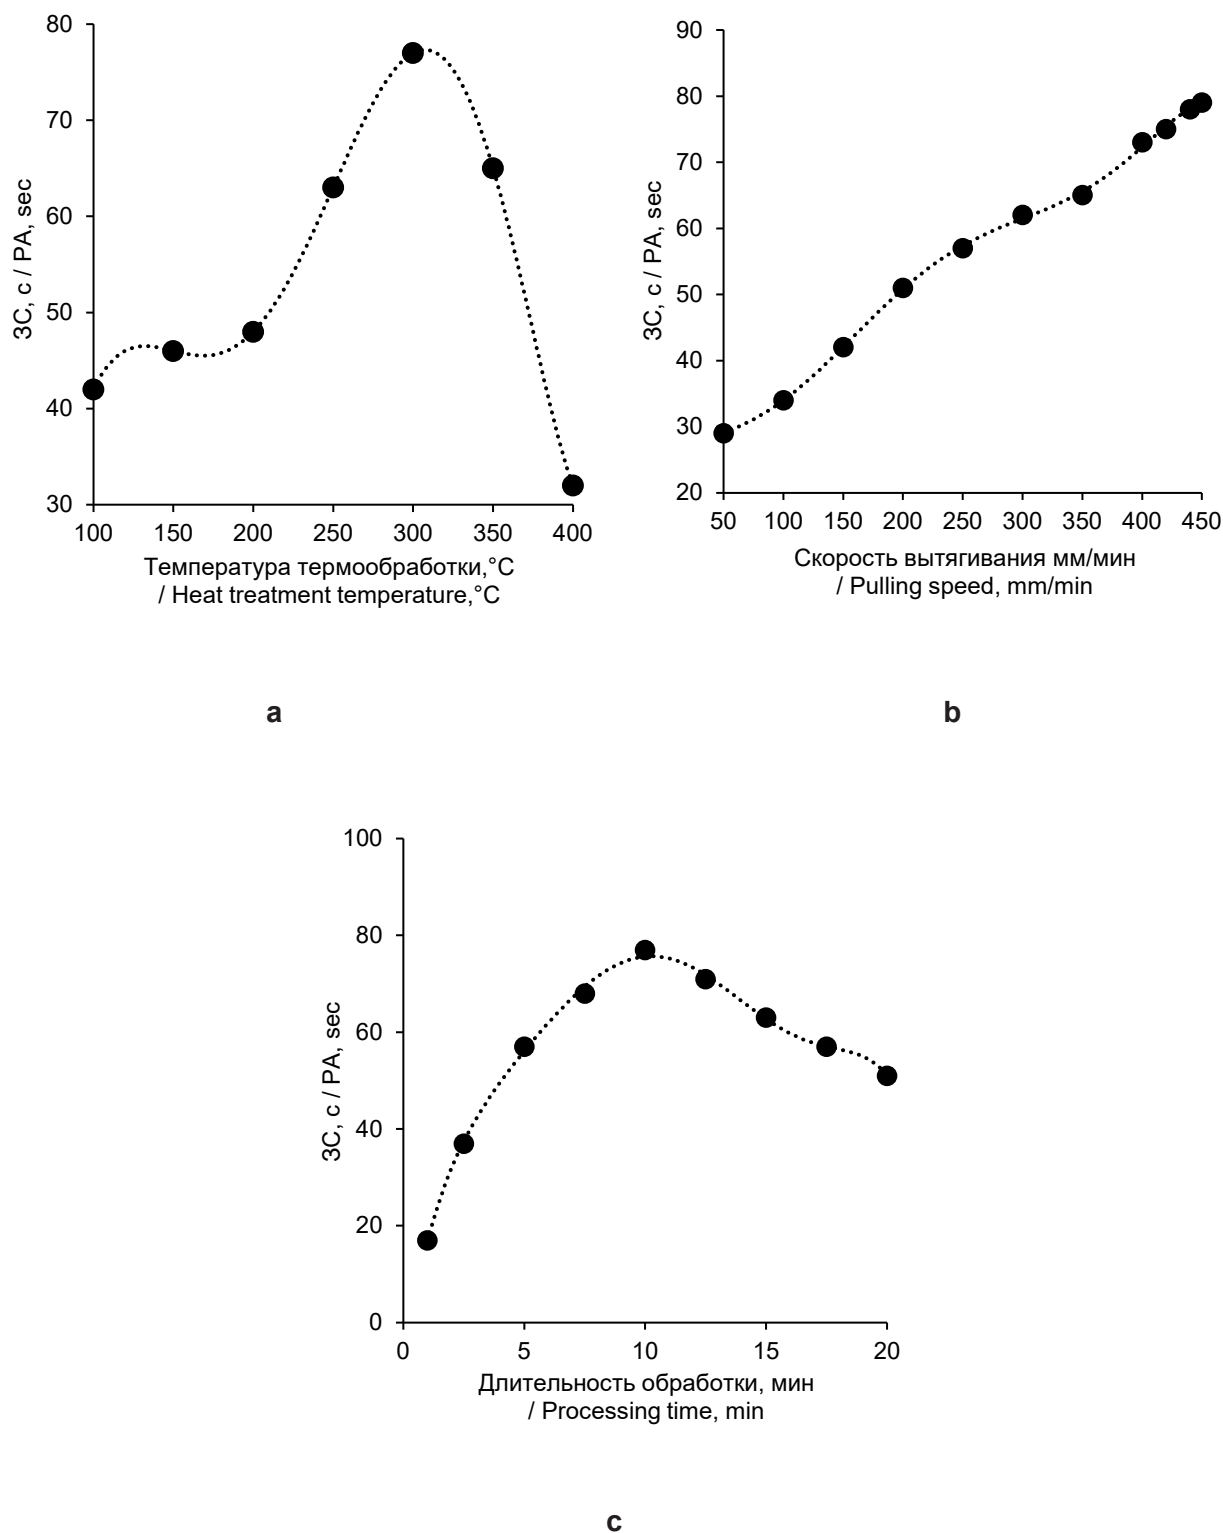 80
70
60
50
40
30
100 150 200 250 300 350 400
ЗС, с / PA, sec
Температура термообработки,°C
/ Heat treatment temperature,°C
a
90
80
70
60
50
40
30
20
50 100 150 200 250 300 350 400 450
ЗС, с / PA, sec
Скорость вытягивания мм/мин
/ Pulling speed, mm/min
b
100
80
60
40
20
0
0 5 10 15 20
ЗС, с / PA, sec
Длительность обработки, мин
/ Processing time, min
c